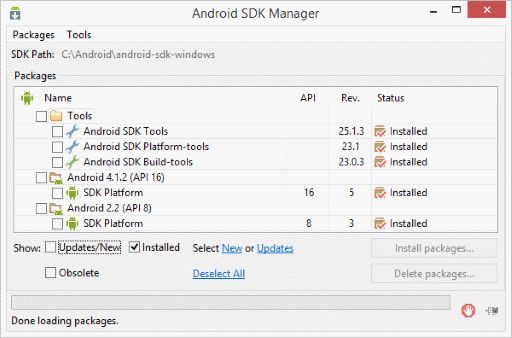 Android SDK Manager
Packages Tools
SDK Path: C:\Android\android-sdk-windows
Packages
Name API Rev. Status
Tools
Android SDK Tools 25.1.3 Installed
Android SDK Platform-tools 23.1 Installed
Android SDK Build-tools 23.0.3 Installed
Android 4.1.2 (API 16)
SDK Platform 16 5 Installed
Android 2.2 (API 8)
SDK Platform 8 3 Installed
Show: Updates/New Installed Select New or Updates Install packages...
Obsolete Deselect All Delete packages...
Done loading packages.